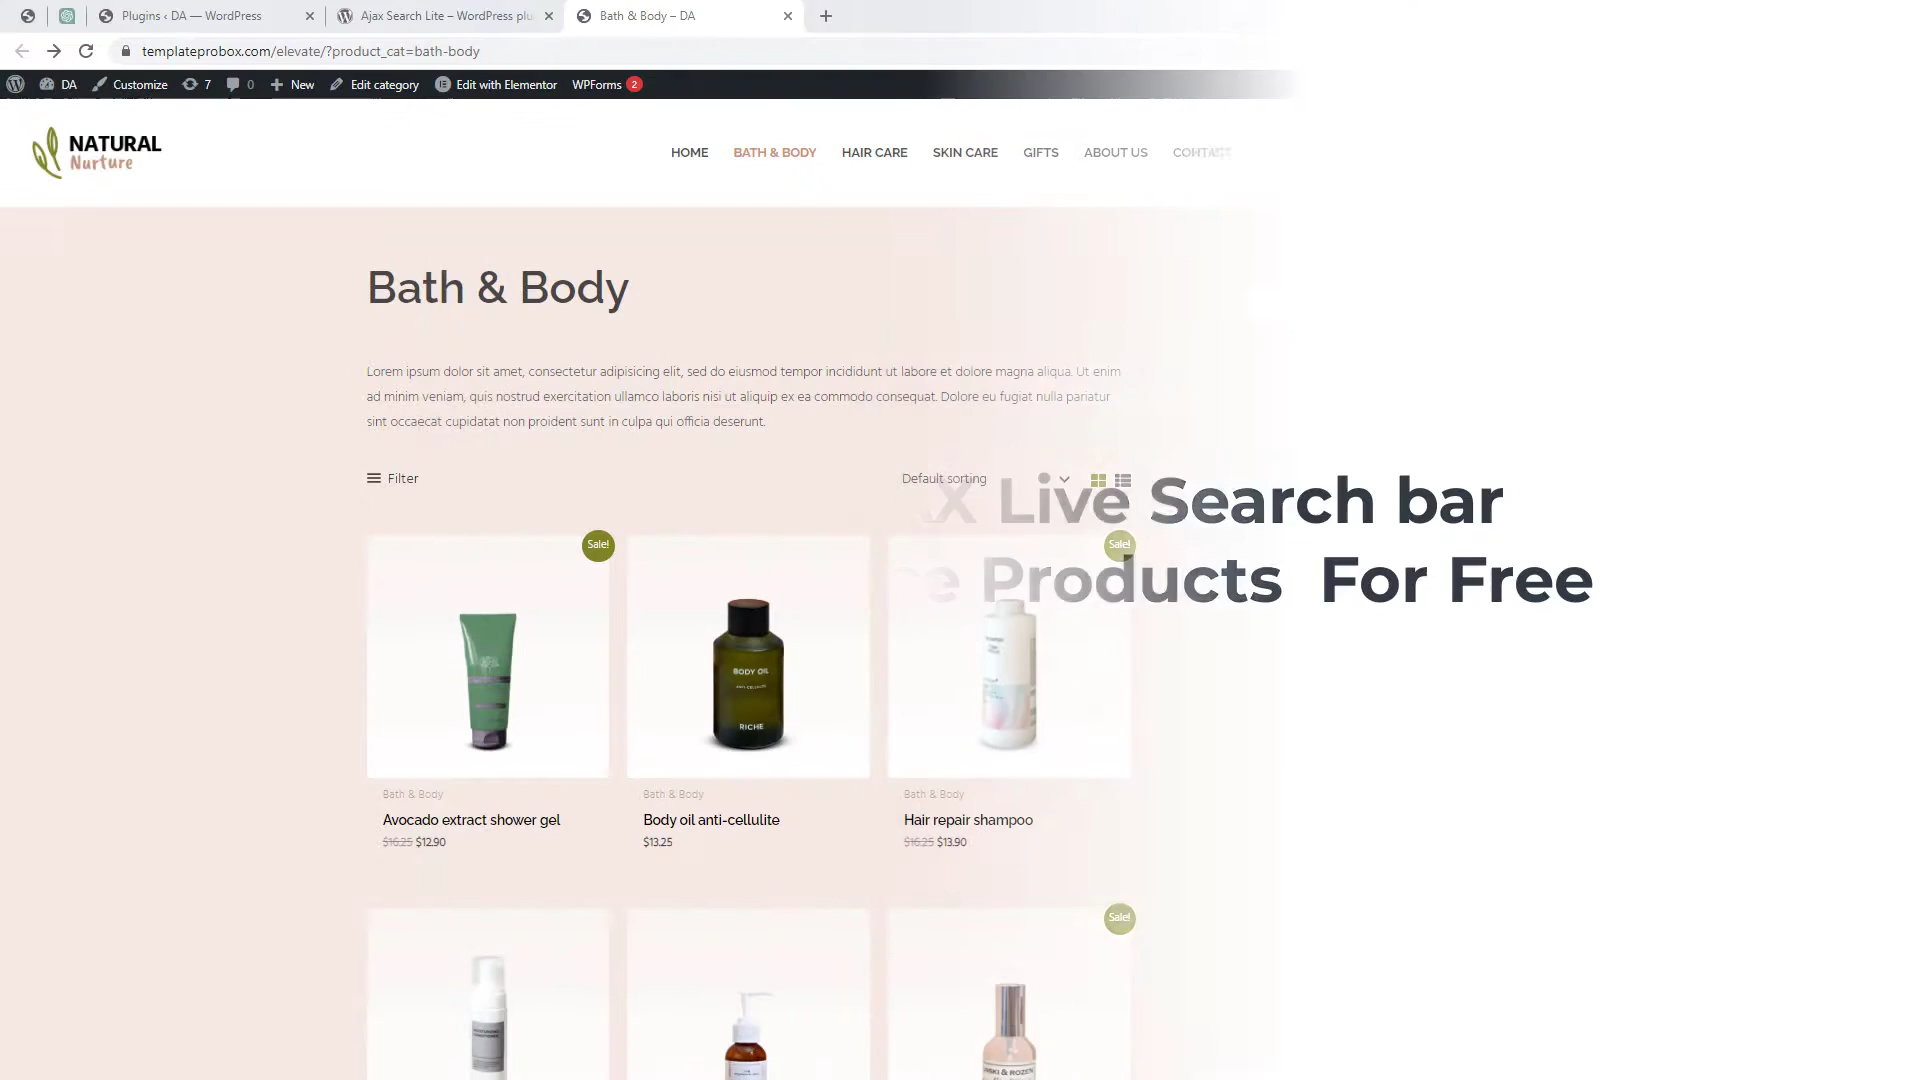 Plugins ‹ DA — WordPress
Ajax Search Lite – WordPress plu
Bath & Body – DA
templateprobox.com/elevate/?product_cat=bath-body
DA Customize 7 0 New Edit category Edit with Elementor WPForms 2
NATURAL
Nurture
HOME BATH & BODY HAIR CARE SKIN CARE GIFTS ABOUT US CONTACT
Bath & Body
Lorem ipsum dolor sit amet, consectetur adipisicing elit, sed do eiusmod tempor incididunt ut labore et dolore magna aliqua. Ut enim
ad minim veniam, quis nostrud exercitation ullamco laboris nisi ut aliquip ex ea commodo consequat. Dolore eu fugiat nulla pariatur
sint occaecat cupidatat non proident sunt in culpa qui officia deserunt.
Filter
Default sorting
X Live Search bar
Products For Free
Sale!
Sale!
BODY OIL
ANTI-CELLULITE
RICHE
Bath & Body
Avocado extract shower gel
$16.25 $12.90
Bath & Body
Body oil anti-cellulite
$13.25
Bath & Body
Hair repair shampoo
$16.25 $13.90
Sale!